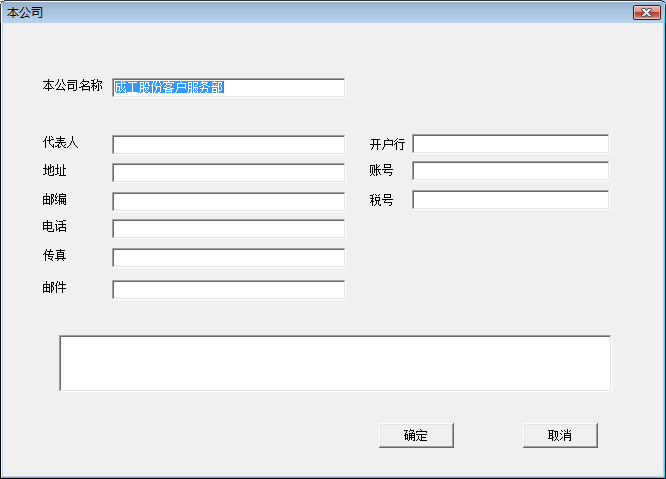 本公司
本公司名称 成工股份客户服务部
代表人 开户行
地址 账号
邮编 税号
电话
传真
邮件
确定 取消